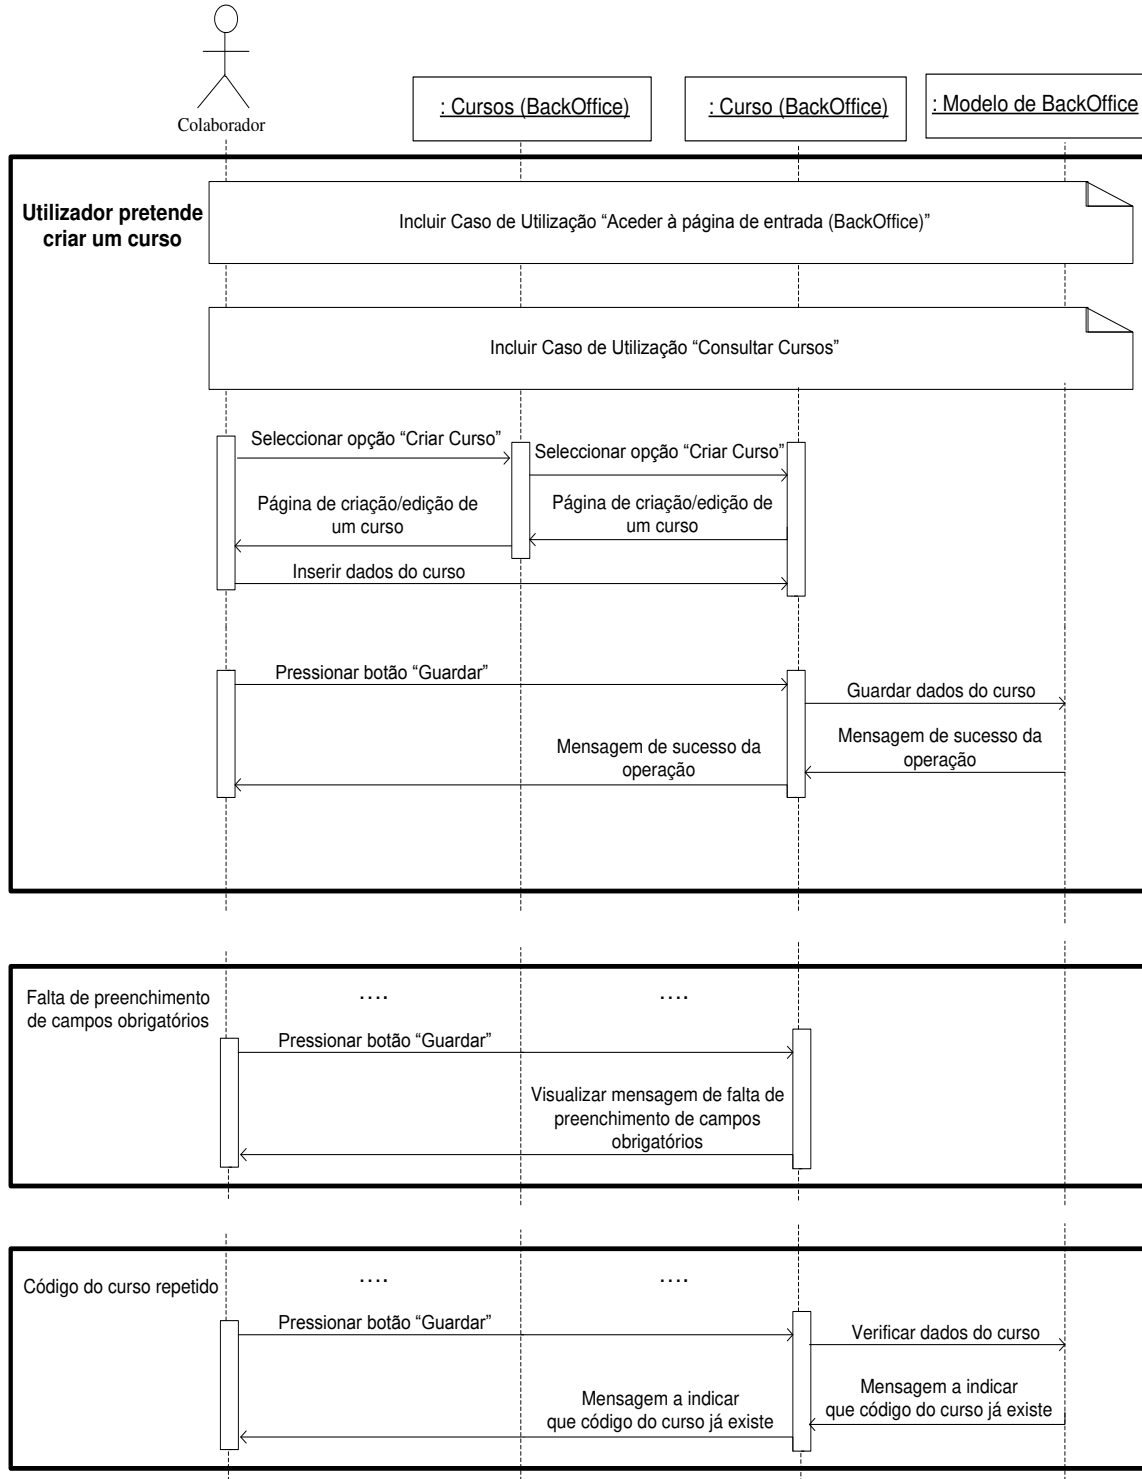 Colaborador
: Cursos (BackOffice)
: Curso (BackOffice)
: Modelo de BackOffice
Utilizador pretende
criar um curso
Incluir Caso de Utilização “Aceder à página de entrada (BackOffice)”
Incluir Caso de Utilização “Consultar Cursos”
Seleccionar opção “Criar Curso”
Seleccionar opção “Criar Curso”
Página de criação/edição de
um curso
Página de criação/edição de
um curso
Inserir dados do curso
Pressionar botão “Guardar”
Guardar dados do curso
Mensagem de sucesso da
operação
Mensagem de sucesso da
operação
Falta de preenchimento
de campos obrigatórios
....
....
Pressionar botão “Guardar”
Visualizar mensagem de falta de
preenchimento de campos
obrigatórios
Código do curso repetido
....
....
Pressionar botão “Guardar”
Verificar dados do curso
Mensagem a indicar
que código do curso já existe
Mensagem a indicar
que código do curso já existe